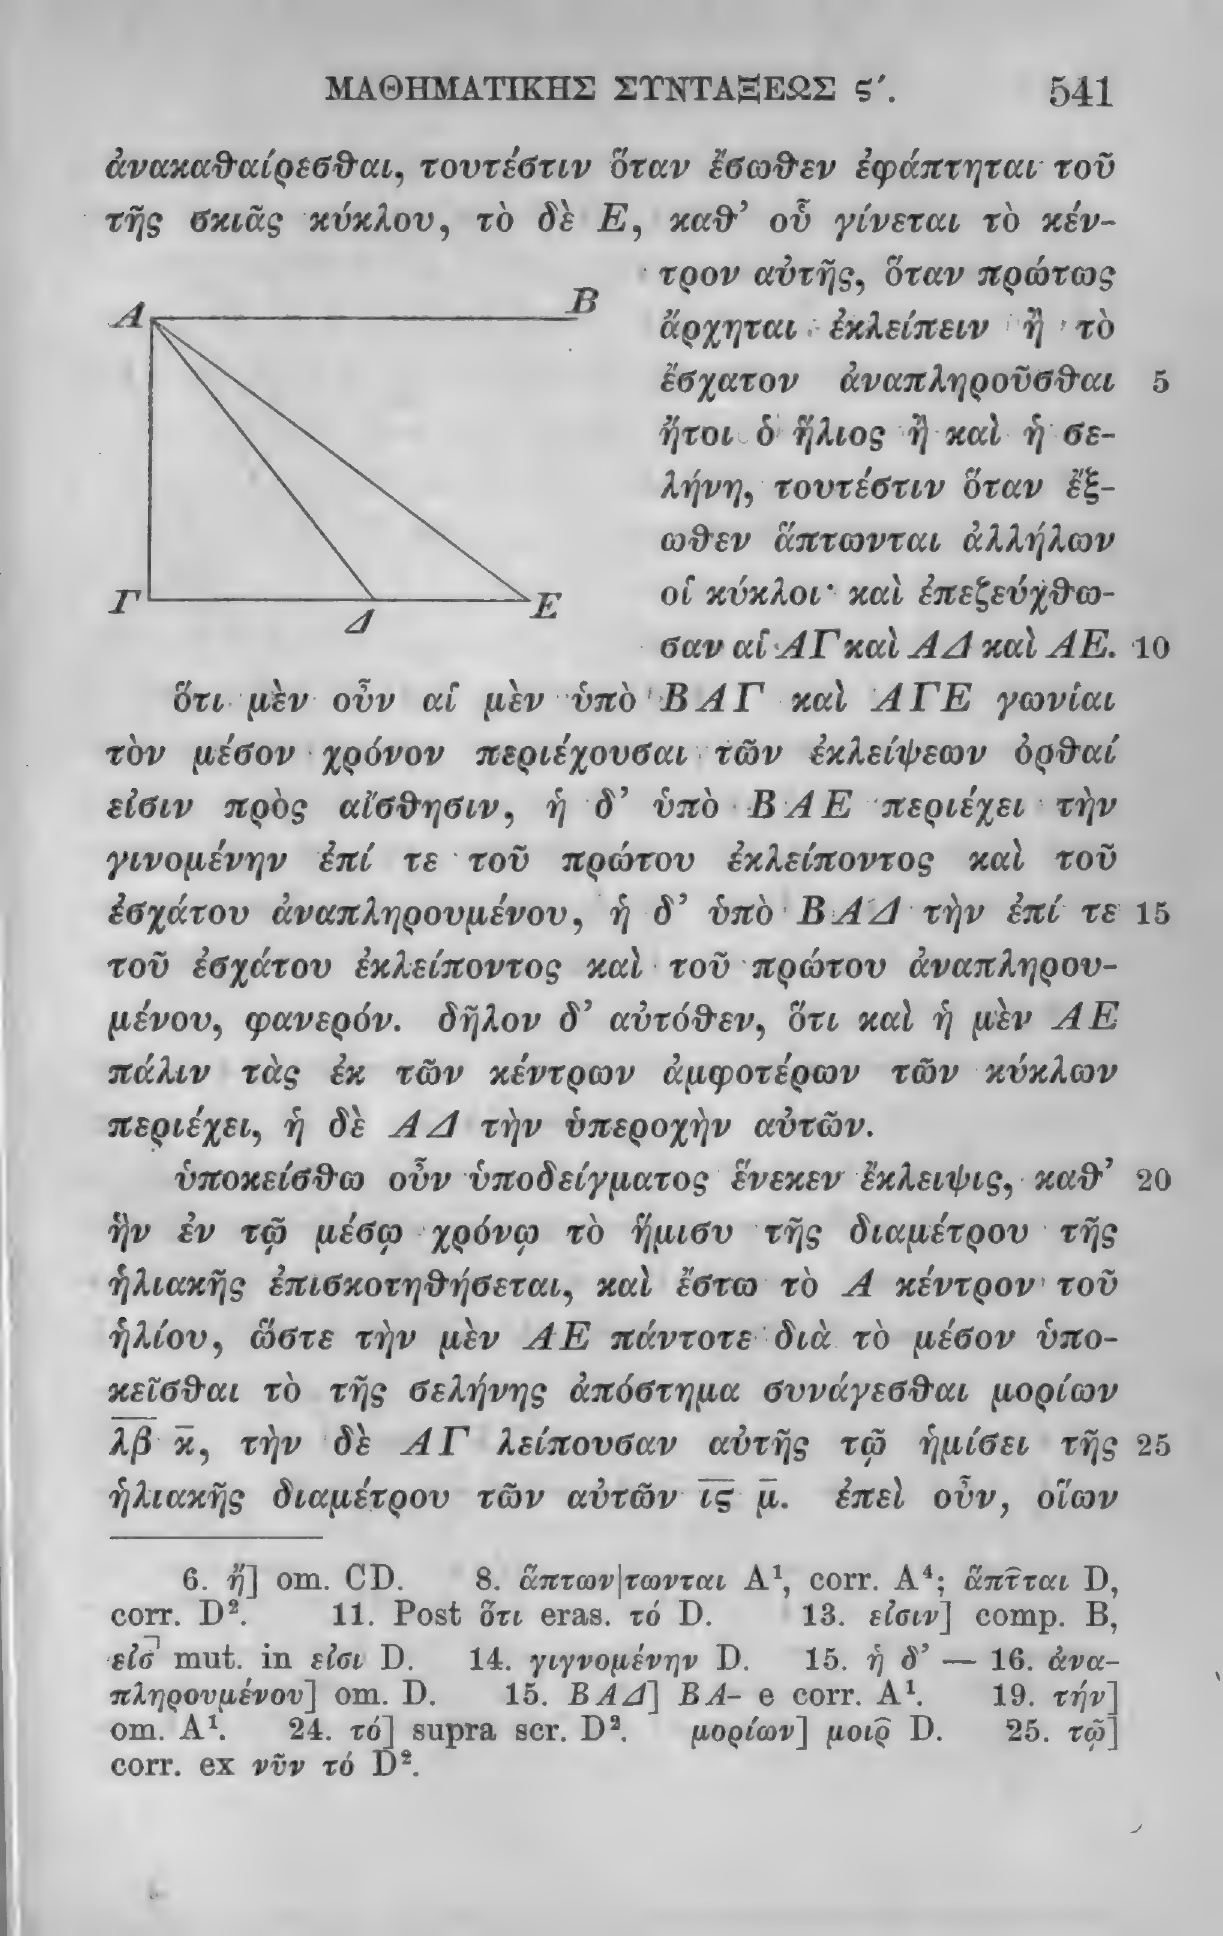 ΜΑΘΗΜΑΤΙΚΗΣ ΣΥΝΤΑΞΕΩΣ ϛʹ. 541
ἀνακαθαίρεσθαι, τουτέστιν ὅταν ἔσωθεν ἐφάπτηται τοῦ
τῆς σκιᾶς κύκλου, τὸ δὲ Ε, καθ’ οὗ γίνεται τὸ κέν-
τρον αὐτῆς, ὅταν πρώτως
ἄρχηται ἐκλείπειν ἢ τὸ
ἔσχατον ἀναπληροῦσθαι 5
ἤτοι ὁ ἥλιος ἢ καὶ ἡ σε-
λήνη, τουτέστιν ὅταν ἔξ-
ωθεν ἅπτωνται ἀλλήλων
οἱ κύκλοι· καὶ ἐπεζεύχθω-
σαν αἱ ΑΓ καὶ ΑΔ καὶ ΑΕ. 10
Α Β
Γ Δ Ε
ὅτι μὲν οὖν αἱ μὲν ὑπὸ ΒΑΓ καὶ ΑΓΕ γωνίαι
τὸν μέσον χρόνον περιέχουσαι τῶν ἐκλείψεων ὀρθαί
εἰσιν πρὸς αἴσθησιν, ἡ δ’ ὑπὸ ΒΑΕ περιέχει τὴν
γινομένην ἐπί τε τοῦ πρώτου ἐκλείποντος καὶ τοῦ
ἐσχάτου ἀναπληρουμένου, ἡ δ’ ὑπὸ ΒΑΔ τὴν ἐπί τε 15
τοῦ ἐσχάτου ἐκλείποντος καὶ τοῦ πρώτου ἀναπληρου-
μένου, φανερόν. δῆλον δ’ αὐτόθεν, ὅτι καὶ ἡ μὲν ΑΕ
πάλιν τὰς ἐκ τῶν κέντρων ἀμφοτέρων τῶν κύκλων
περιέχει, ἡ δὲ ΑΔ τὴν ὑπεροχὴν αὐτῶν.
ὑποκείσθω οὖν ὑποδείγματος ἕνεκεν ἔκλειψις, καθ’ 20
ἣν ἐν τῷ μέσῳ χρόνῳ τὸ ἥμισυ τῆς διαμέτρου τῆς
ἡλιακῆς ἐπισκοτηθήσεται, καὶ ἔστω τὸ Α κέντρον τοῦ
ἡλίου, ὥστε τὴν μὲν ΑΕ πάντοτε διὰ τὸ μέσον ὑπο-
κεῖσθαι τὸ τῆς σελήνης ἀπόστημα συνάγεσθαι μορίων
λ̅β̅ κ̅, τὴν δὲ ΑΓ λείπουσαν αὐτῆς τῷ ἡμίσει τῆς 25
ἡλιακῆς διαμέτρου τῶν αὐτῶν ι̅ϛ̅ μ̅. ἐπεὶ οὖν, οἵων
6. ἤ] om. CD. 8. ἅπτων|τωνται A¹, corr. A⁴; ἅπτ̅ται D,
corr. D². 11. Post ὅτι eras. τό D. 13. εἰσιν] comp. B,
εἰσ̅ mut. in εἰσι D. 14. γιγνομένην D. 15. ἡ δ’ — 16. ἀνα-
πληρουμένου] om. D. 15. ΒΑΔ] ΒΑ- e corr. A¹. 19. τήν]
om. A¹. 24. τό] supra scr. D². μορίων] μοιρ̑ D. 25. τῷ]
corr. ex νῦν τό D².